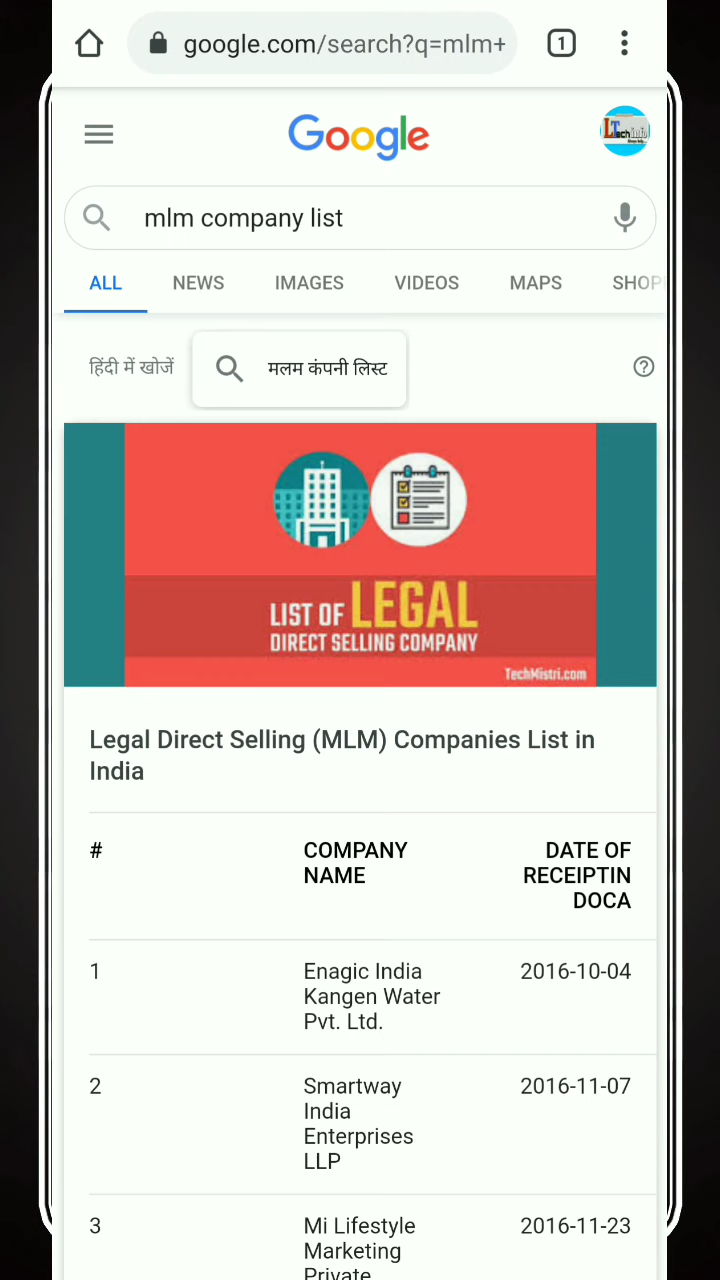 google.com/search?q=mlm+
1
Google
LTech Info
mlm company list
ALL NEWS IMAGES VIDEOS MAPS SHOP
हिंदी में खोजें
मलम कंपनी लिस्ट
LIST OF LEGAL
DIRECT SELLING COMPANY
TechMistri.com
Legal Direct Selling (MLM) Companies List in
India
# COMPANY DATE OF
NAME RECEIPTIN
DOCA
1 Enagic India 2016-10-04
Kangen Water
Pvt. Ltd.
2 Smartway 2016-11-07
India
Enterprises
LLP
3 Mi Lifestyle 2016-11-23
Marketing
Private